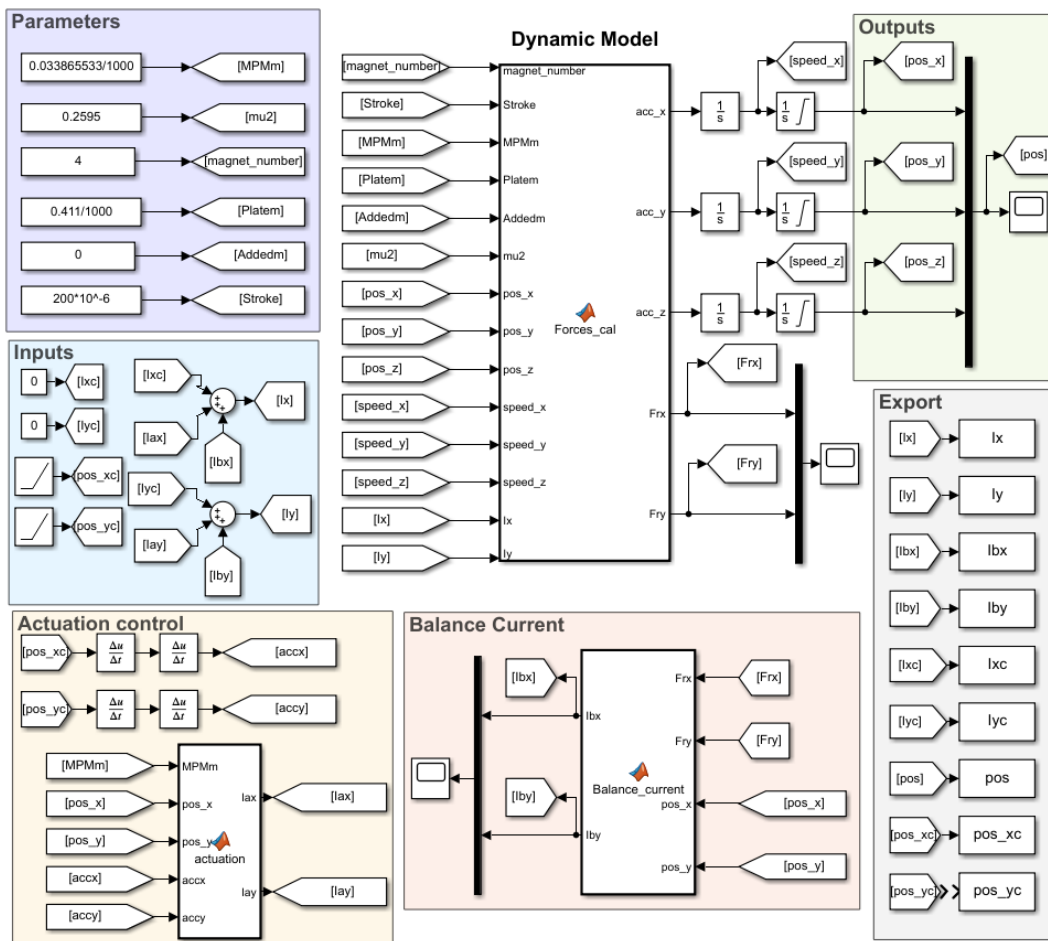 Parameters
0.033865533/1000
[MPMm]
0.2595
[mu2]
4
[magnet_number]
0.411/1000
[Platem]
0
[Addedm]
200*10^-6
[Stroke]
Inputs
0
[Ixc]
0
[Iyc]
[pos_xc]
[pos_yc]
[Ixc]
[Iax]
[Ibx]
+
+
+
[Ix]
[Iyc]
[Iay]
[Iby]
+
+
+
[Iy]
Dynamic Model
[magnet_number]
[Stroke]
[MPMm]
[Platem]
[Addedm]
[mu2]
[pos_x]
[pos_y]
[pos_z]
[speed_x]
[speed_y]
[speed_z]
[Ix]
[Iy]
magnet_number
Stroke
MPMm
Platem
Addedm
mu2
pos_x
pos_y
pos_z
speed_x
speed_y
speed_z
Ix
Iy
Forces_cal
acc_x
acc_y
acc_z
Frx
Fry
1
s
[speed_x]
1
s
1
s
[speed_y]
1
s
1
s
[speed_z]
1
s
[Frx]
[Fry]
Outputs
[pos_x]
[pos_y]
[pos_z]
[pos]
Export
[Ix]
Ix
[Iy]
Iy
[Ibx]
Ibx
[Iby]
Iby
[Ixc]
Ixc
[Iyc]
Iyc
[pos]
pos
[pos_xc]
pos_xc
[pos_yc]
pos_yc
Actuation control
[pos_xc]
Δu
Δt
Δu
Δt
[accx]
[pos_yc]
Δu
Δt
Δu
Δt
[accy]
[MPMm]
[pos_x]
[pos_y]
[accx]
[accy]
MPMm
pos_x
pos_y
accx
accy
actuation
Iax
Iay
[Iax]
[Iay]
Balance Current
[Ibx]
[Iby]
Ibx
Iby
Balance_current
Frx
Fry
pos_x
pos_y
[Frx]
[Fry]
[pos_x]
[pos_y]